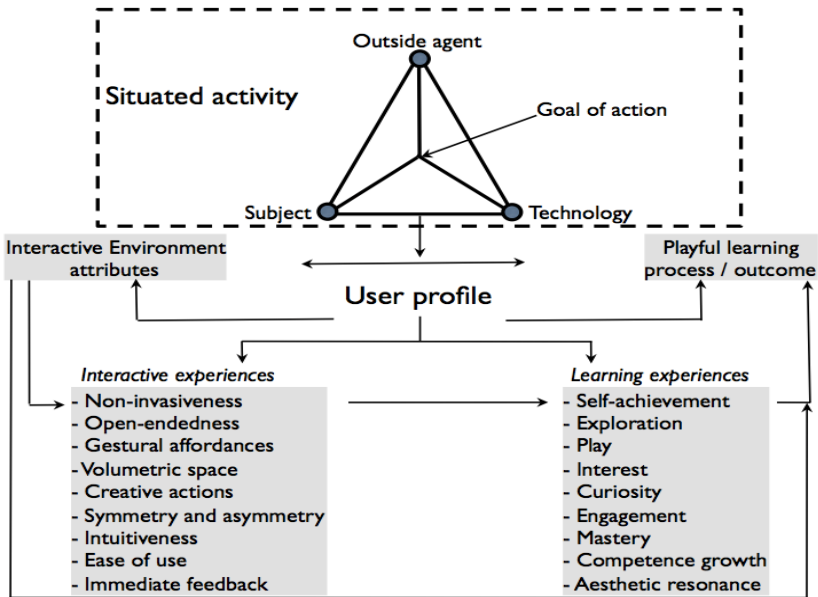 Outside agent
Situated activity
Goal of action
Subject
Technology
Interactive Environment
attributes
Playful learning
process / outcome
User profile
Interactive experiences
- Non-invasiveness
- Open-endedness
- Gestural affordances
- Volumetric space
- Creative actions
- Symmetry and asymmetry
- Intuitiveness
- Ease of use
- Immediate feedback
Learning experiences
- Self-achievement
- Exploration
- Play
- Interest
- Curiosity
- Engagement
- Mastery
- Competence growth
- Aesthetic resonance